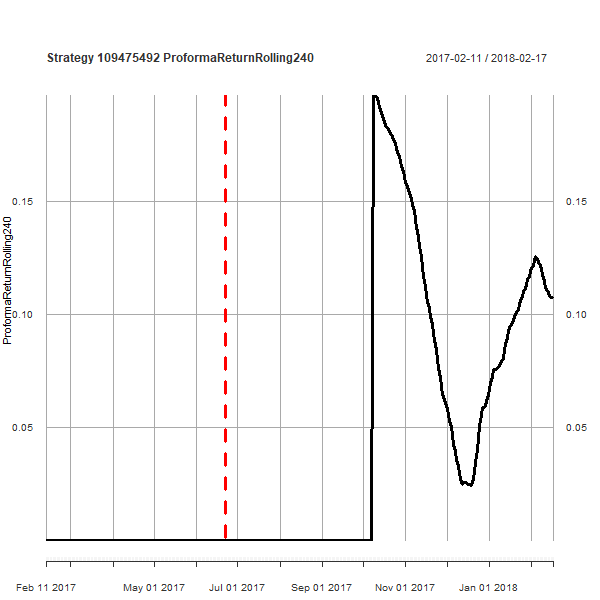 Strategy 109475492 ProformaReturnRolling240
2017-02-11 / 2018-02-17
ProformaReturnRolling240
0.15
0.15
0.10
0.10
0.05
0.05
Feb 11 2017
May 01 2017
Jul 01 2017
Sep 01 2017
Nov 01 2017
Jan 01 2018